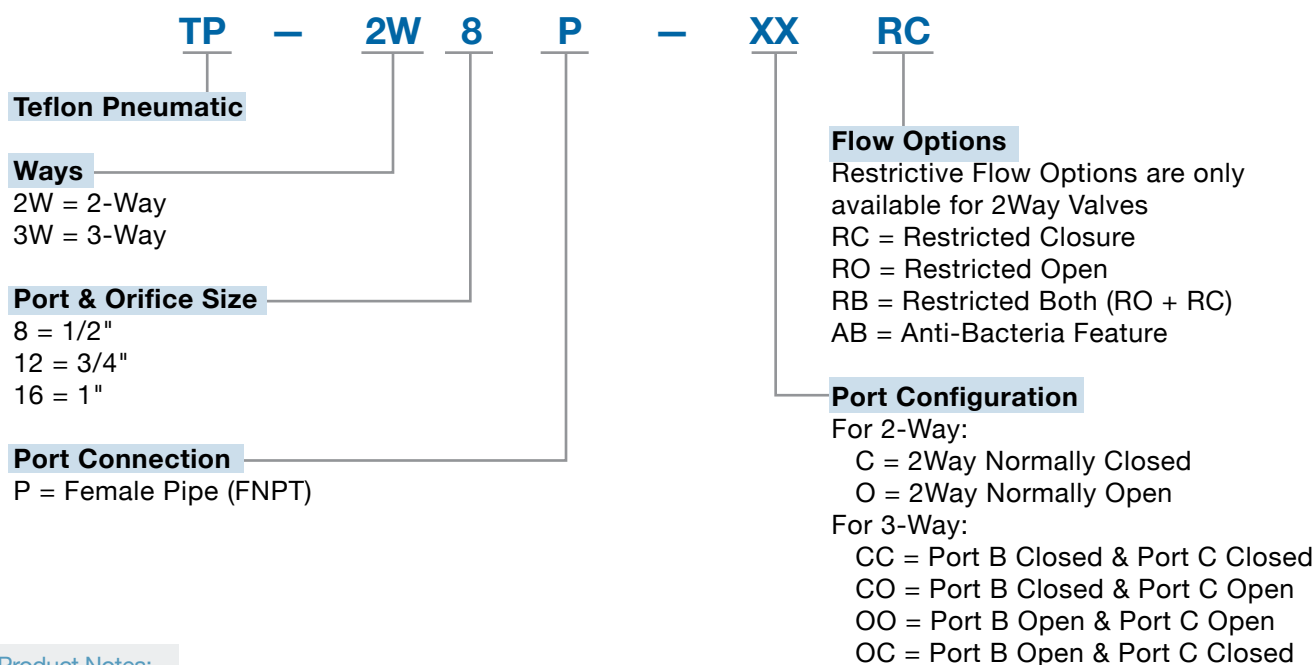 TP – 2W 8 P – XX RC
Teflon Pneumatic
Ways
2W = 2-Way
3W = 3-Way
Port & Orifice Size
8 = 1/2"
12 = 3/4"
16 = 1"
Port Connection
P = Female Pipe (FNPT)
Flow Options
Restrictive Flow Options are only
available for 2Way Valves
RC = Restricted Closure
RO = Restricted Open
RB = Restricted Both (RO + RC)
AB = Anti-Bacteria Feature
Port Configuration
For 2-Way:
C = 2Way Normally Closed
O = 2Way Normally Open
For 3-Way:
CC = Port B Closed & Port C Closed
CO = Port B Closed & Port C Open
OO = Port B Open & Port C Open
OC = Port B Open & Port C Closed
Product Notes: